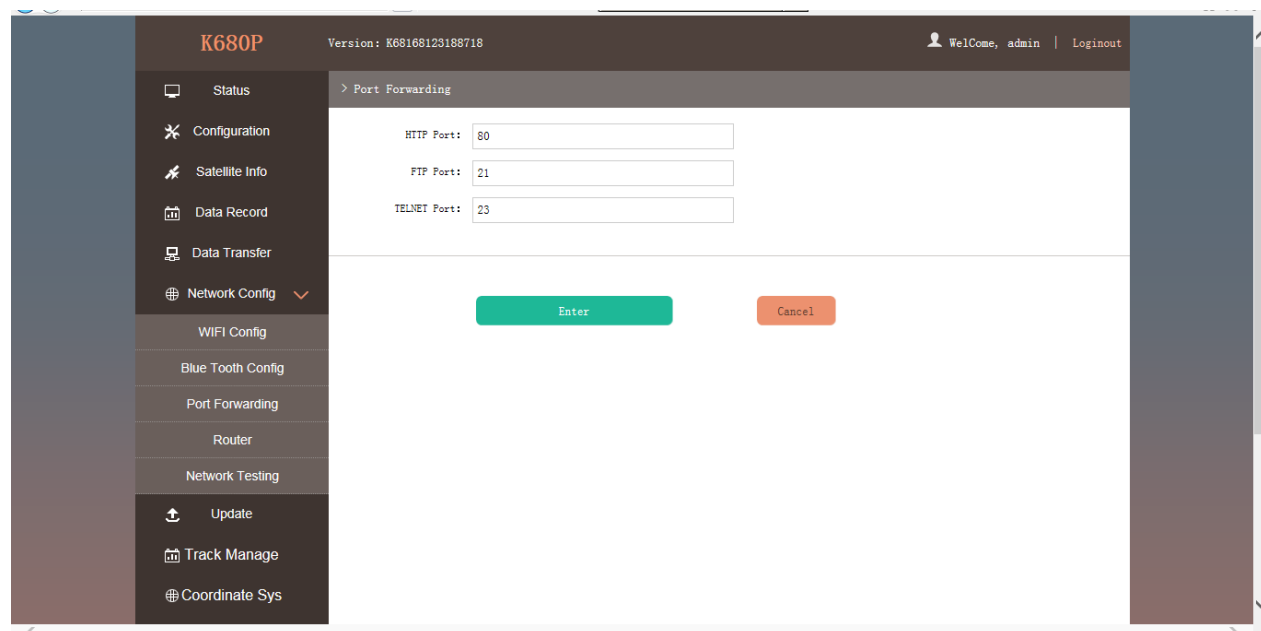 K680P
Version: K68168123188718
WelCome, admin | Loginout
Status
Configuration
Satellite Info
Data Record
Data Transfer
Network Config
WIFI Config
Blue Tooth Config
Port Forwarding
Router
Network Testing
Update
Track Manage
Coordinate Sys
> Port Forwarding
HTTP Port: 80
FTP Port: 21
TELNET Port: 23
Enter Cancel